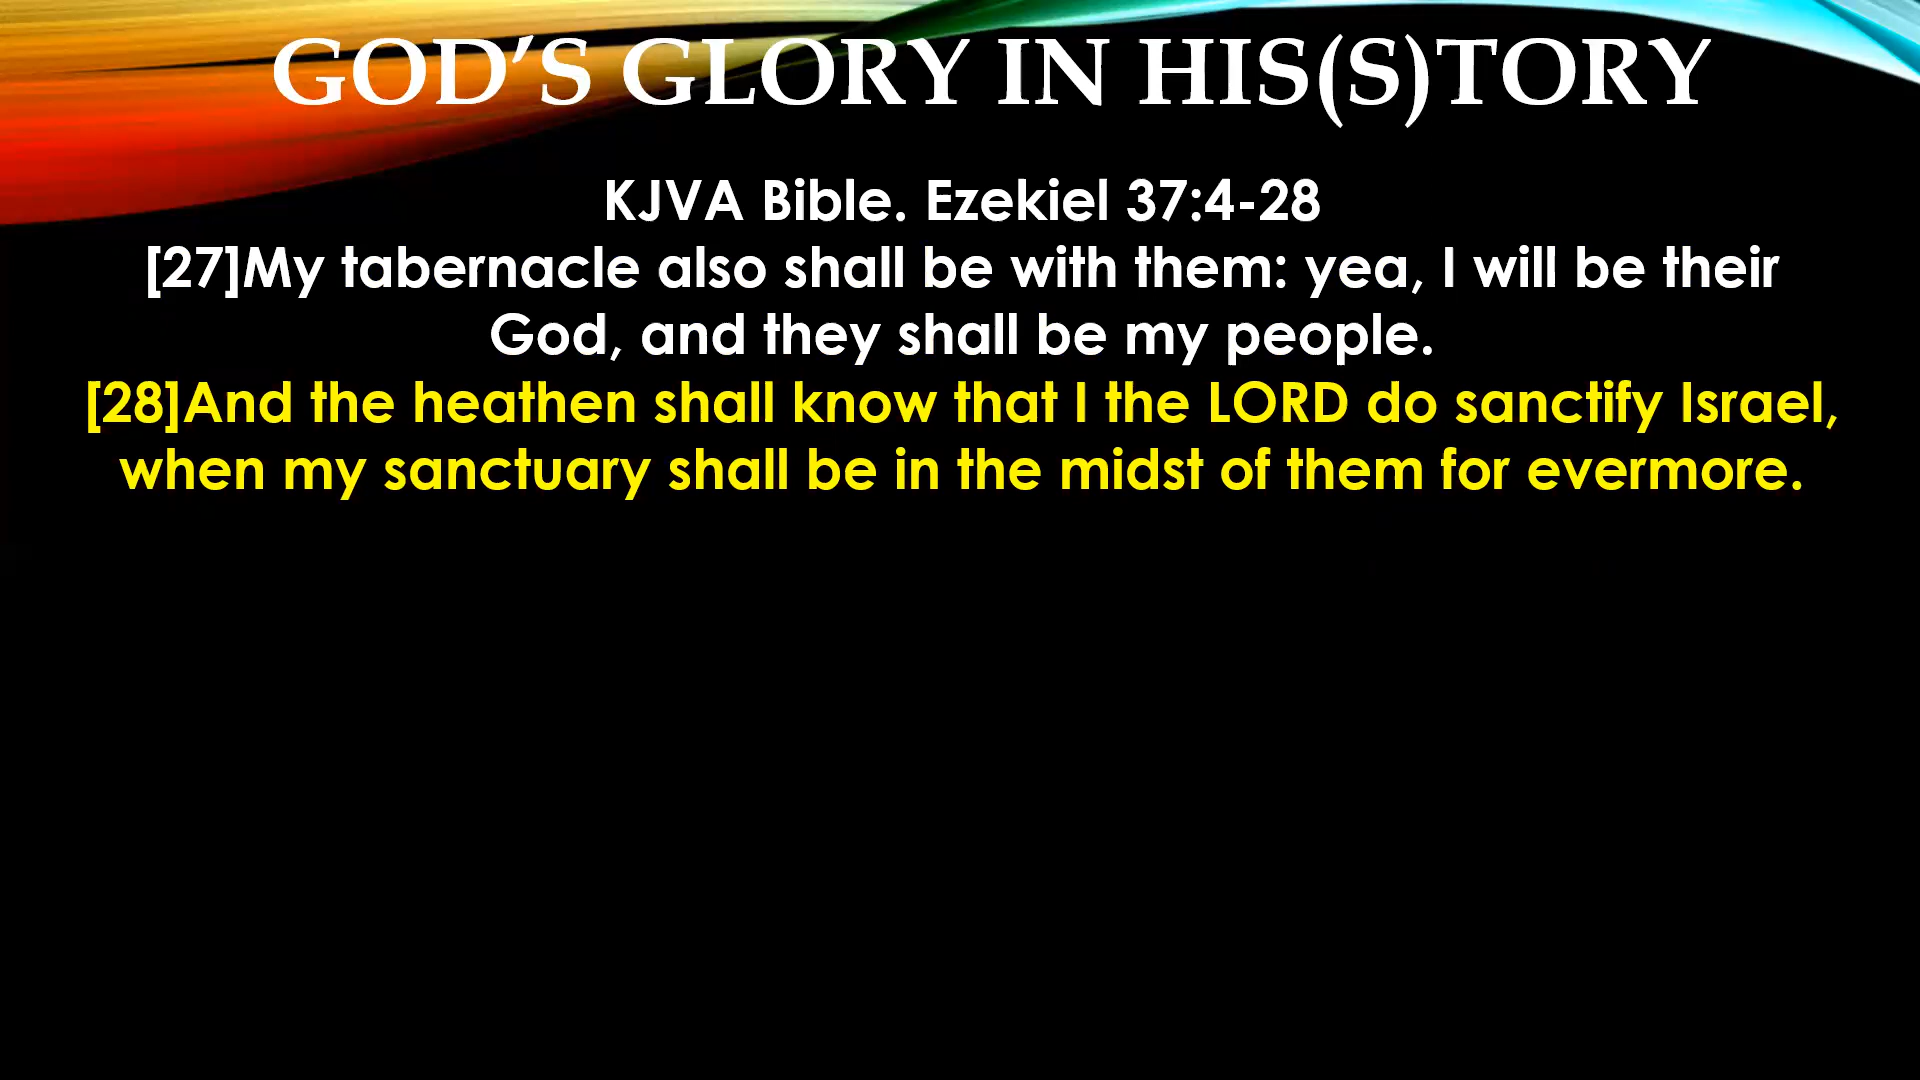 GOD’S GLORY IN HIS(S)TORY
KJVA Bible. Ezekiel 37:4-28
[27]My tabernacle also shall be with them: yea, I will be their
God, and they shall be my people.
[28]And the heathen shall know that I the LORD do sanctify Israel,
when my sanctuary shall be in the midst of them for evermore.